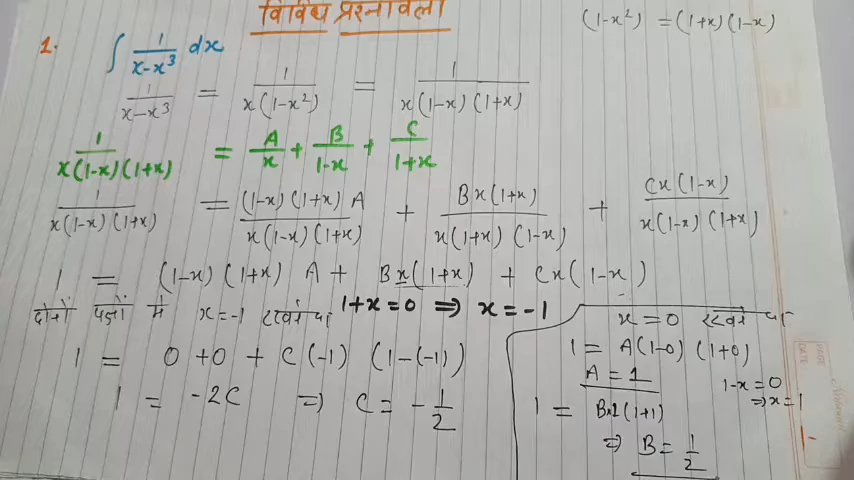 विविध प्रश्नावली
(1-x²) = (1+x) (1-x)
1. ∫ 1/(x-x³) dx
1/(x-x³) = 1/(x(1-x²)) = 1/(x(1-x)(1+x))
1/(x(1-x)(1+x)) = A/x + B/(1-x) + C/(1+x)
1/(x(1-x)(1+x)) = ((1-x)(1+x) A)/(x(1-x)(1+x)) + (Bx(1+x))/(x(1+x)(1-x)) + (Cx(1-x))/(x(1-x)(1+x))
1 = (1-x) (1+x) A + Bx(1+x) + Cx(1-x)
दोनों पक्षों में x=-1 रखने पर 1+x=0 ⇒ x=-1
1 = 0+0 + C(-1) (1-(-1))
1 = -2C ⇒ C = -1/2
x=0 रखने पर
1 = A(1-0) (1+0)
A = 1
1-x=0
⇒x=1
1 = B×1(1+1)
⇒ B = 1/2
PAGE:
DATE: